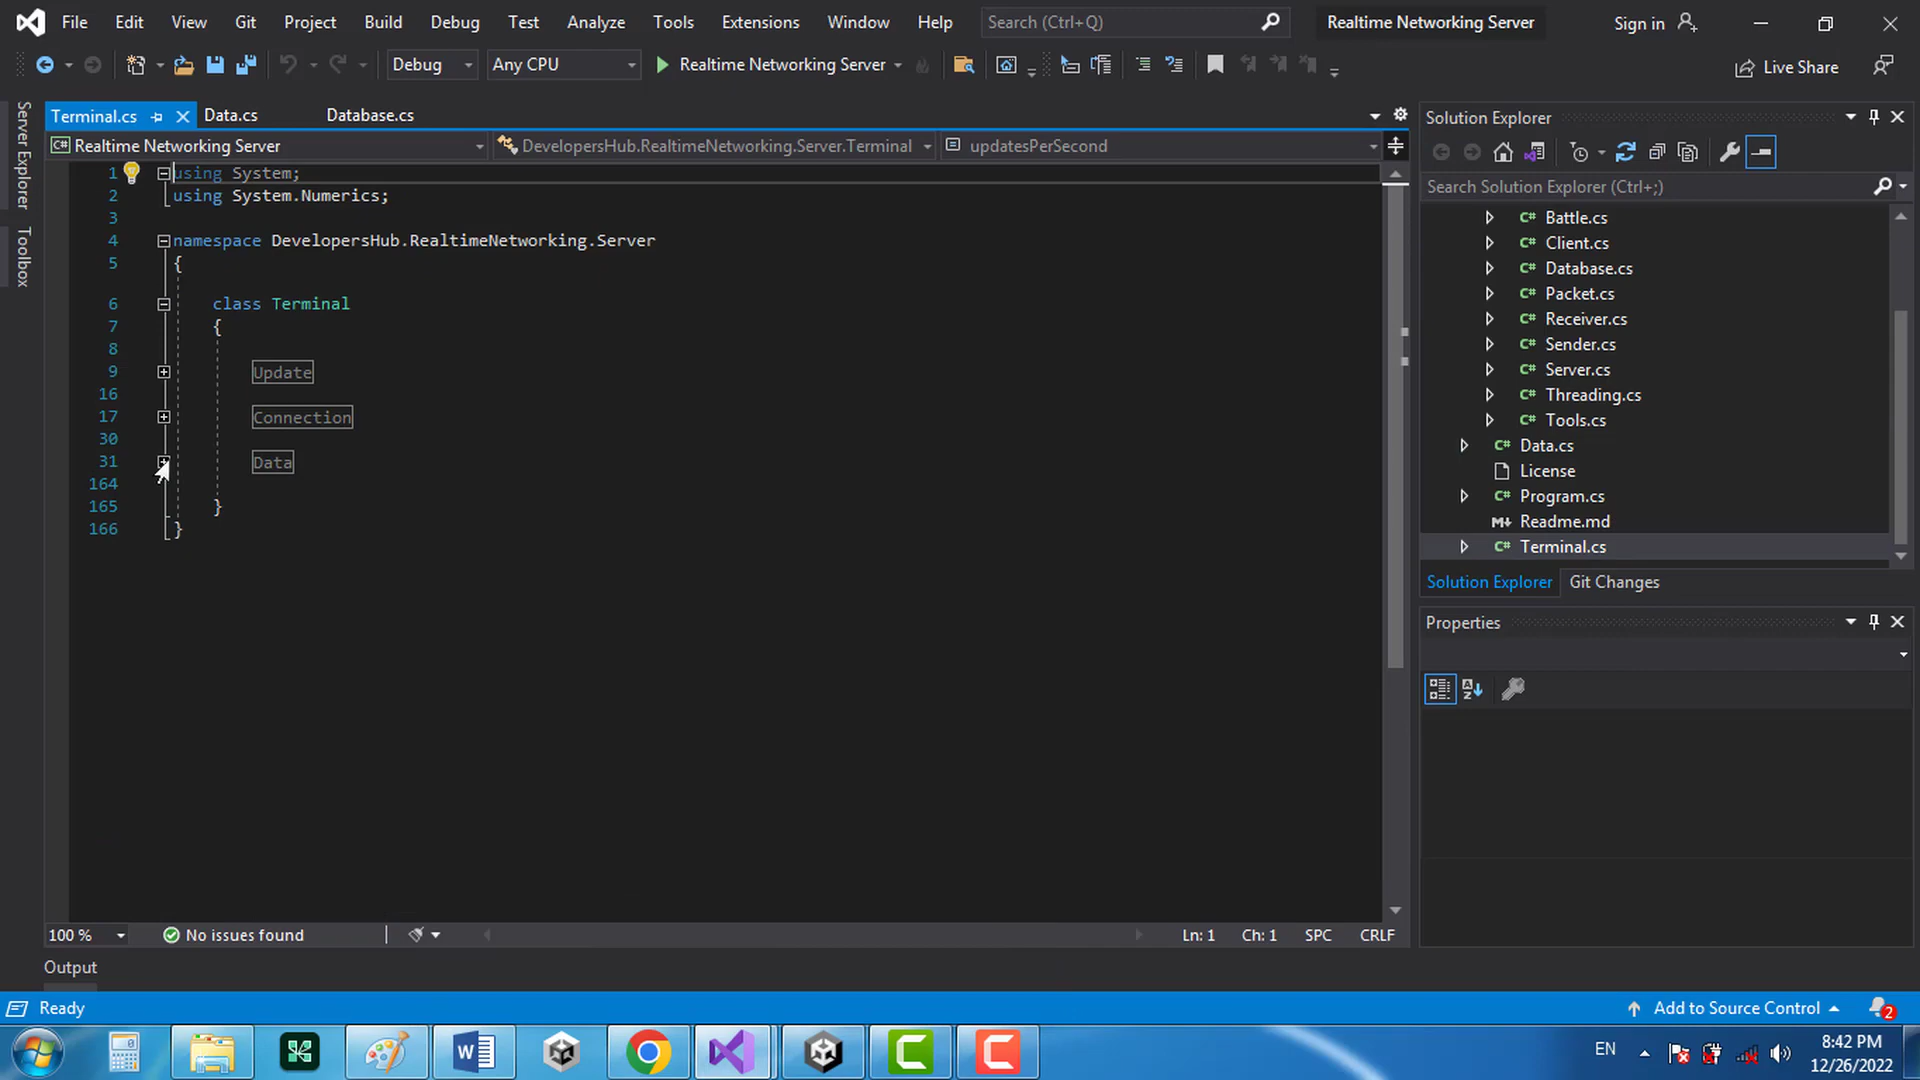 File Edit View Git Project Build Debug Test Analyze Tools Extensions Window Help Search (Ctrl+Q) Realtime Networking Server Sign in
Debug Any CPU Realtime Networking Server Live Share
Server Explorer
Toolbox
Terminal.cs Data.cs Database.cs
Realtime Networking Server DevelopersHub.RealtimeNetworking.Server.Terminal updatesPerSecond
1 using System;
2 using System.Numerics;
3
4 namespace DevelopersHub.RealtimeNetworking.Server
5 {
6 class Terminal
7 {
8
9 Update
16
17 Connection
30
31 Data
164
165 }
166 }
100 % No issues found Ln: 1 Ch: 1 SPC CRLF
Output
Solution Explorer
Search Solution Explorer (Ctrl+;)
C# Battle.cs
C# Client.cs
C# Database.cs
C# Packet.cs
C# Receiver.cs
C# Sender.cs
C# Server.cs
C# Threading.cs
C# Tools.cs
C# Data.cs
License
C# Program.cs
Readme.md
C# Terminal.cs
Solution Explorer Git Changes
Properties
Ready Add to Source Control 2
EN 8:42 PM
12/26/2022